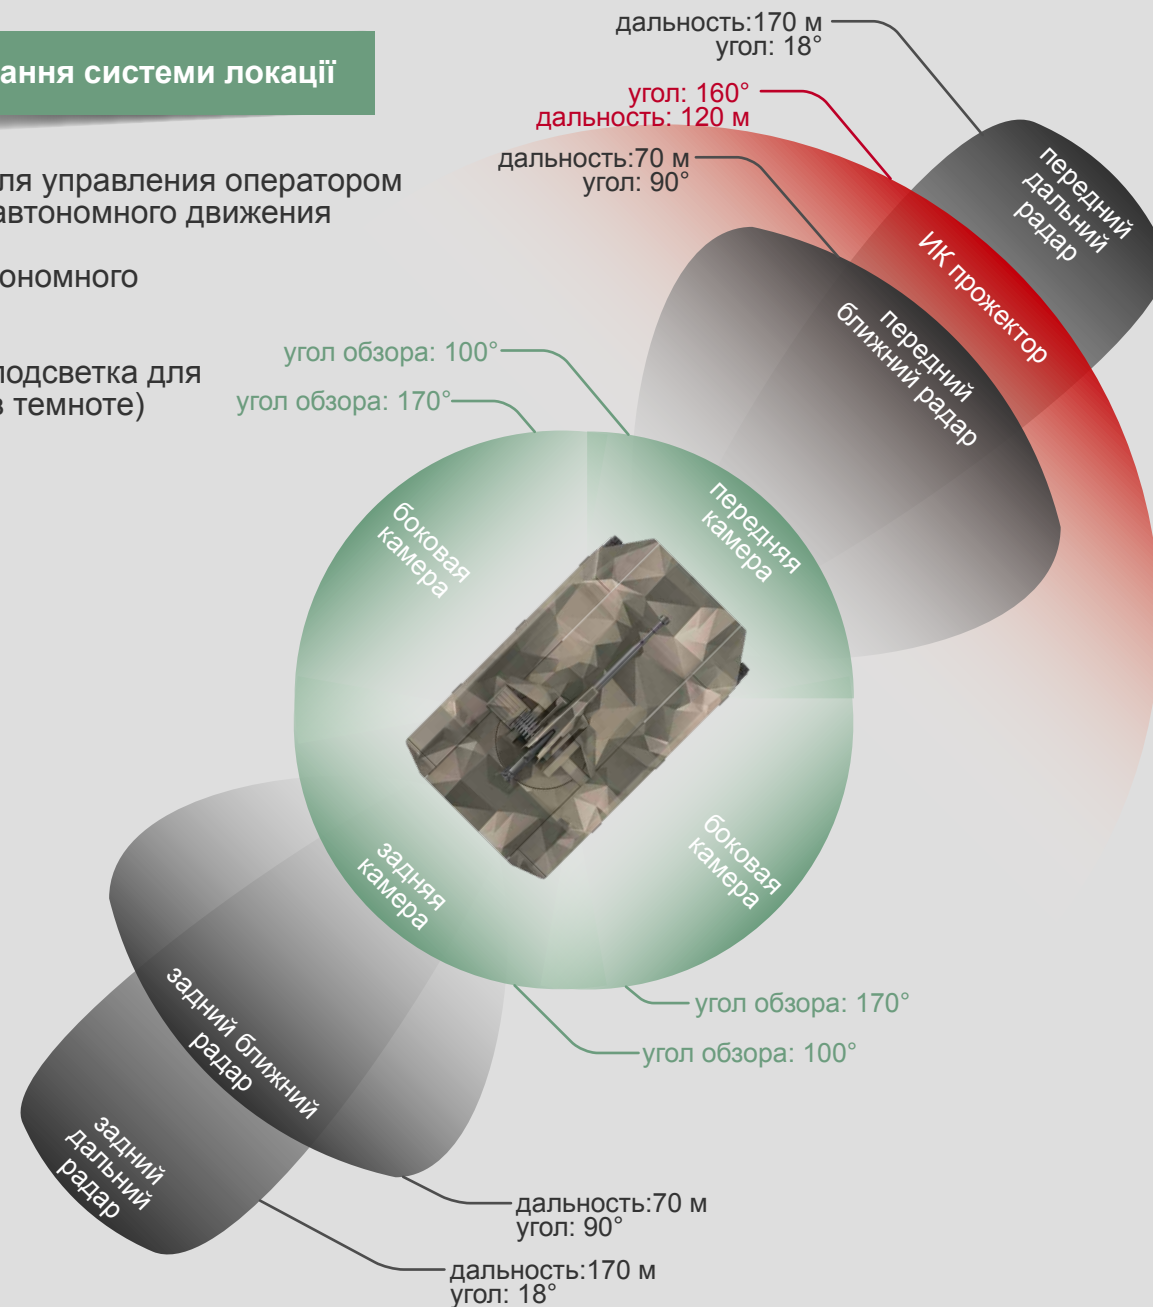 дальность:170 м
угол: 18°
ання системи локації
угол: 160°
дальность: 120 м
дальность:70 м
угол: 90°
ля управления оператором
автономного движения
ономного
подсветка для
в темноте)
передний
дальний
радар
ИК прожектор
передний
ближний радар
угол обзора: 100°
угол обзора: 170°
боковая
камера
передняя
камера
задняя
камера
боковая
камера
задний ближний
радар
задний
дальний
радар
угол обзора: 170°
угол обзора: 100°
дальность:70 м
угол: 90°
дальность:170 м
угол: 18°